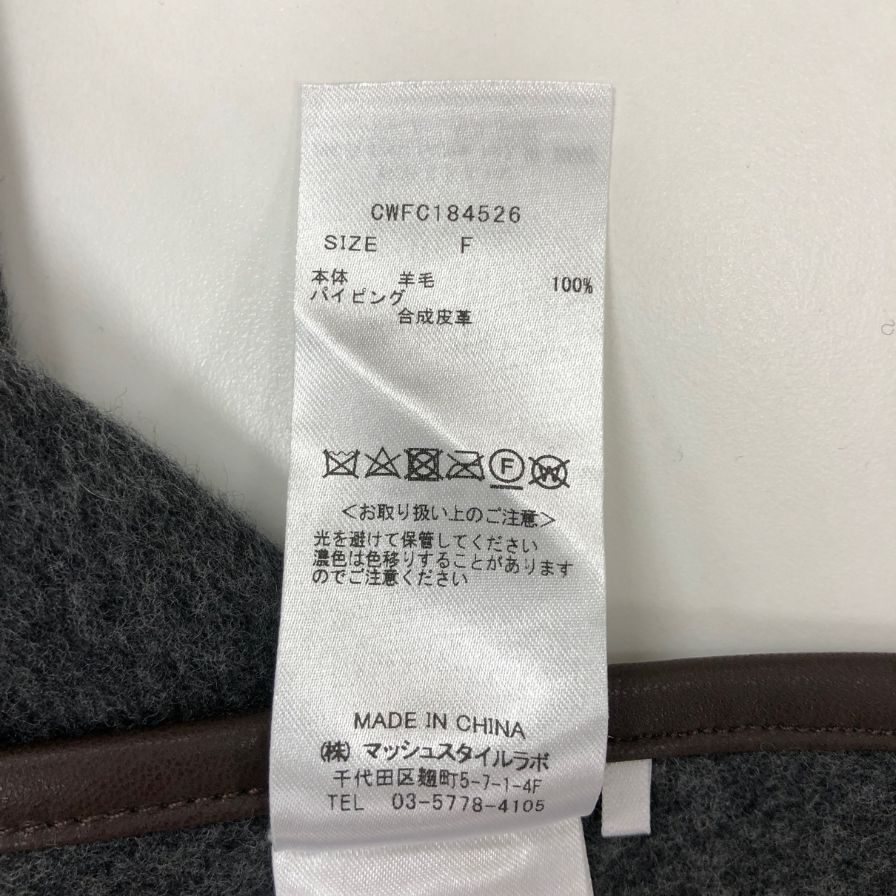 CWFC184526
SIZE F
本体 羊毛 100%
パイピング
合成皮革
F
W
＜お取り扱い上のご注意＞
光を避けて保管してください
濃色は色移りすることがあります
のでご注意ください
MADE IN CHINA
(株) マッシュスタイルラボ
千代田区麹町5-7-1-4F
TEL 03-5778-4105